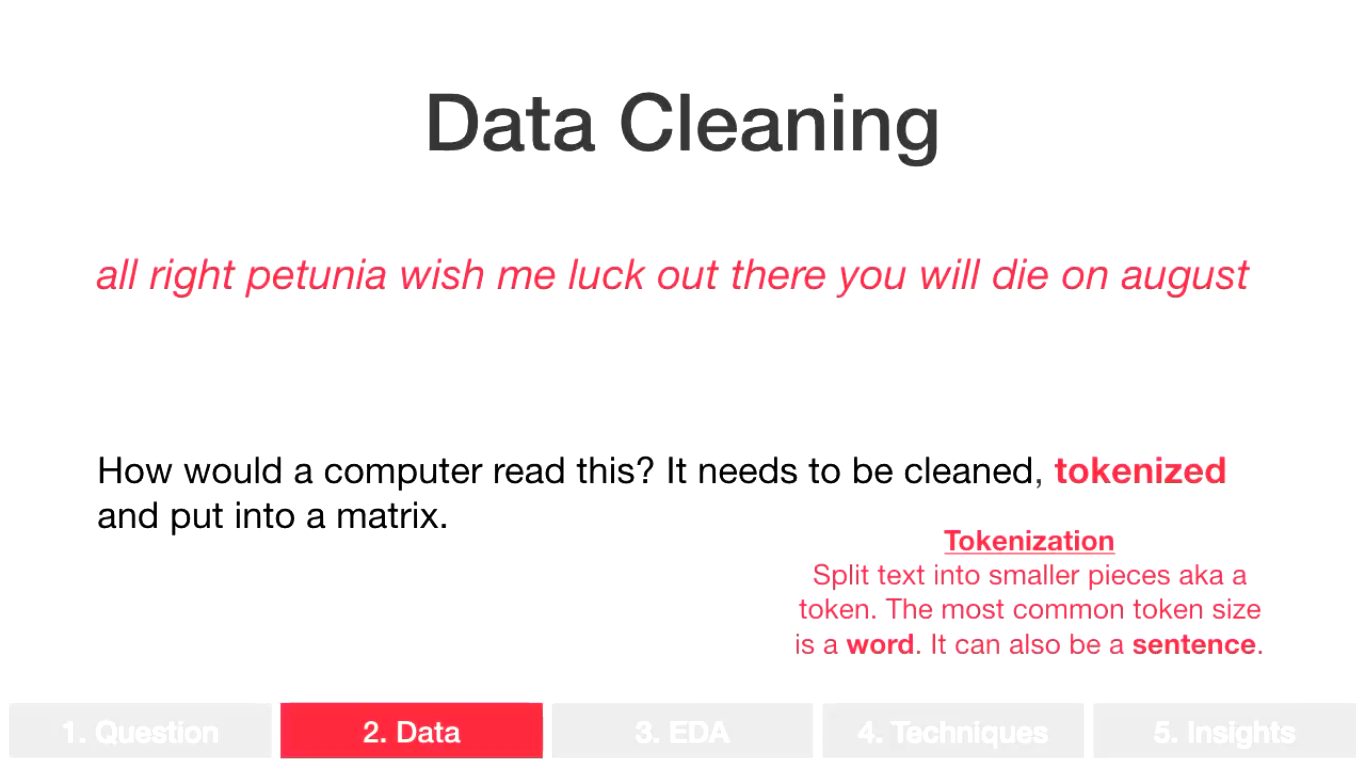 Data Cleaning
all right petunia wish me luck out there you will die on august
How would a computer read this? It needs to be cleaned, tokenized
and put into a matrix.
Tokenization
Split text into smaller pieces aka a
token. The most common token size
is a word. It can also be a sentence.
1. Question
2. Data
3. EDA
4. Techniques
5. Insights